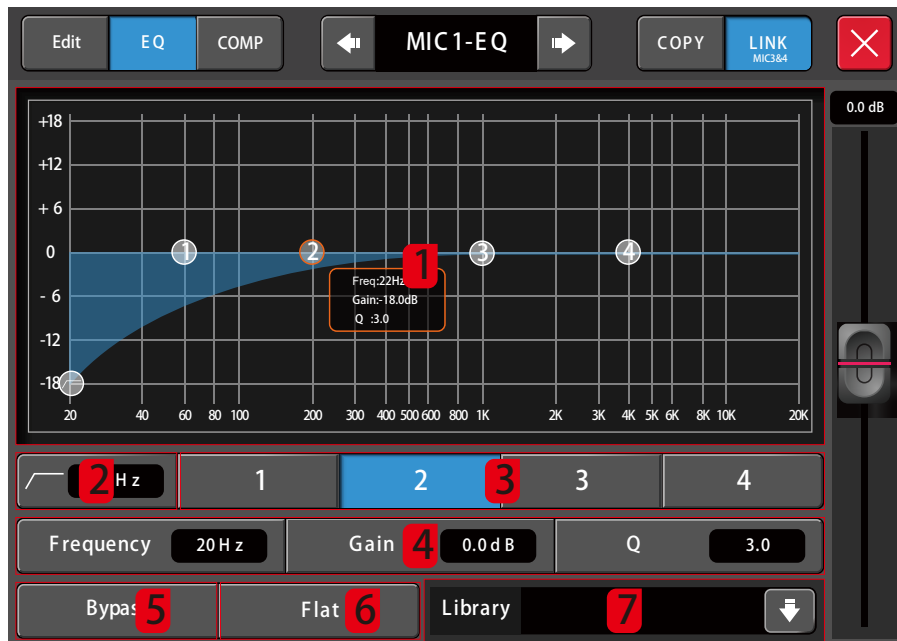 Edit EQ COMP MIC1-EQ COPY LINK
MIC3&4
0.0 dB
+18
+12
+ 6
0
- 6
-12
-18
1 2 3 4
1
Freq:22Hz
Gain:-18.0dB
Q :3.0
20 40 60 80 100 200 300 400 500 600 800 1K 2K 3K 4K 5K 6K 8K 10K 20K
2 Hz 1 2 3 3 4
Frequency 20Hz Gain 4 0.0dB Q 3.0
5 Flat 6 Library 7